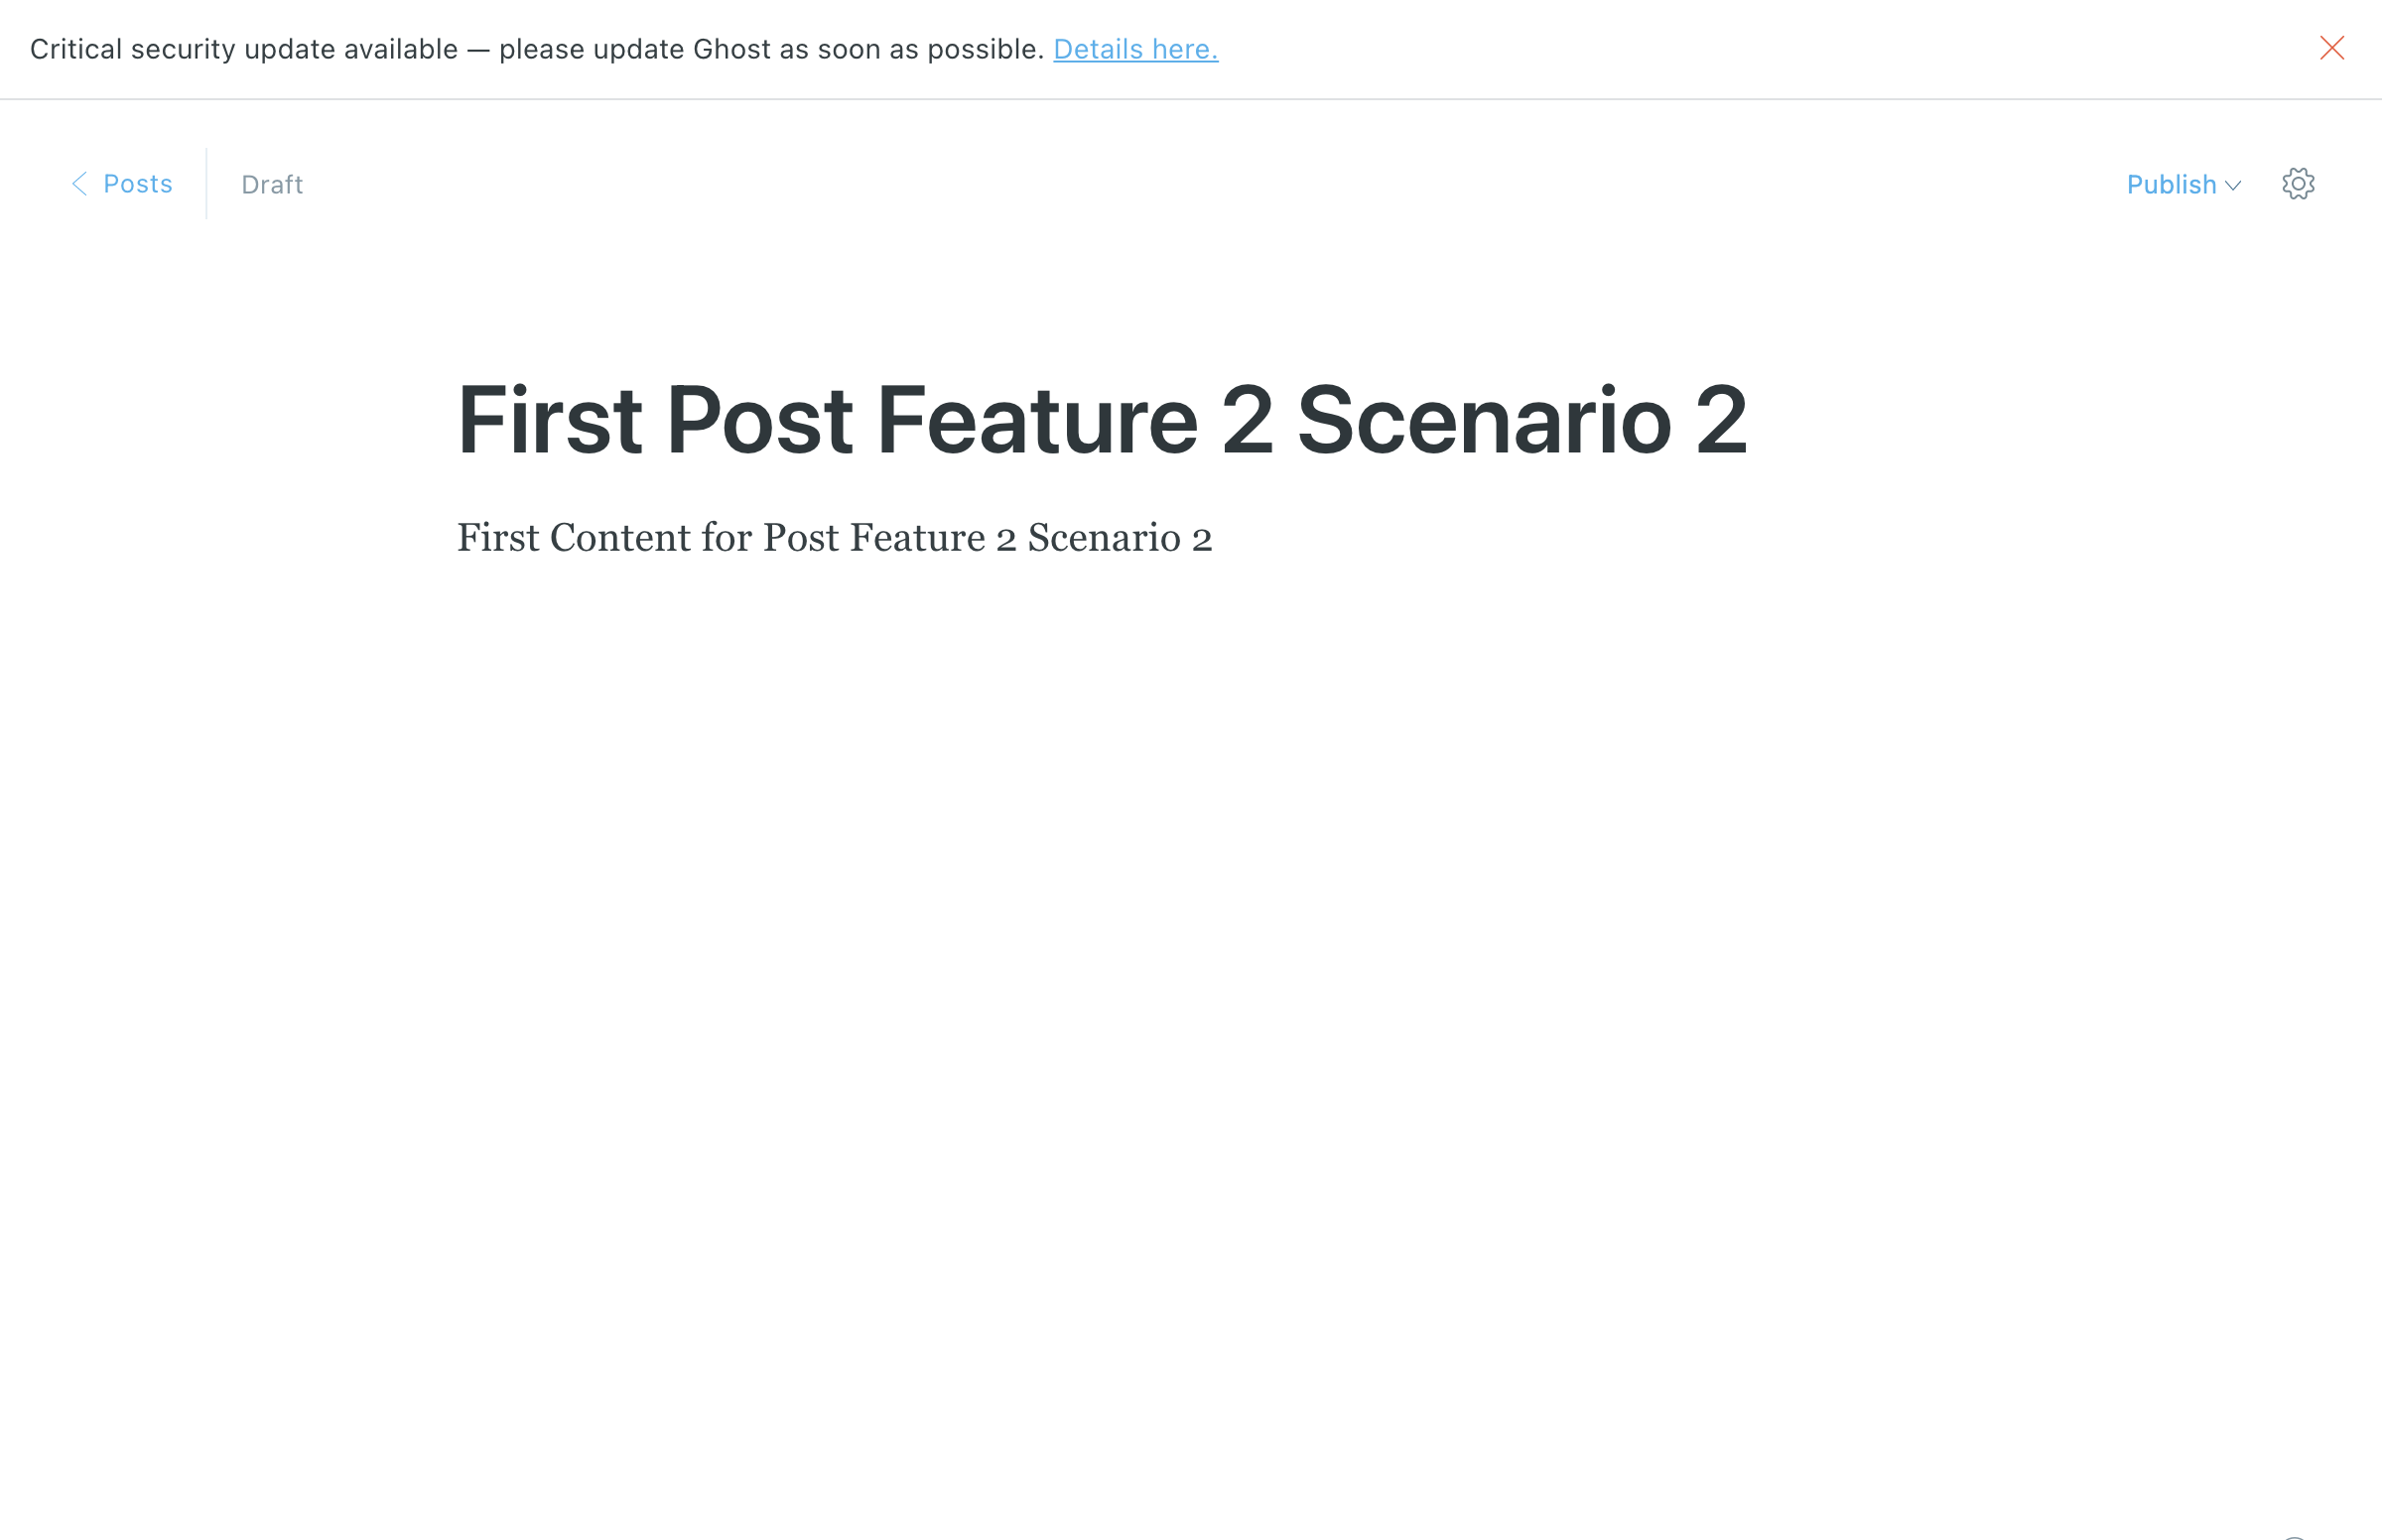 Critical security update available — please update Ghost as soon as possible. Details here.
Posts
Draft
Publish
First Post Feature 2 Scenario 2
First Content for Post Feature 2 Scenario 2